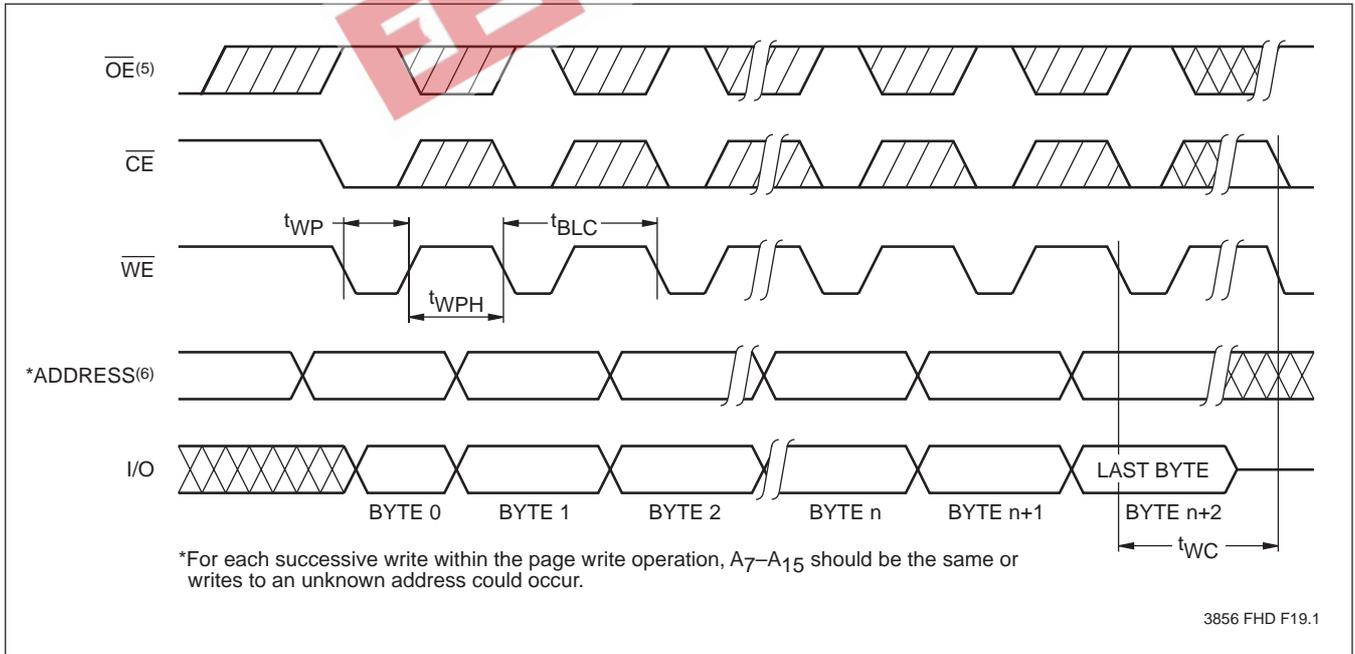 OE(5)
CE
tWP
tBLC
WE
tWPH
*ADDRESS(6)
I/O
LAST BYTE
BYTE 0 BYTE 1 BYTE 2 BYTE n BYTE n+1 BYTE n+2
tWC
*For each successive write within the page write operation, A7–A15 should be the same or
writes to an unknown address could occur.
3856 FHD F19.1